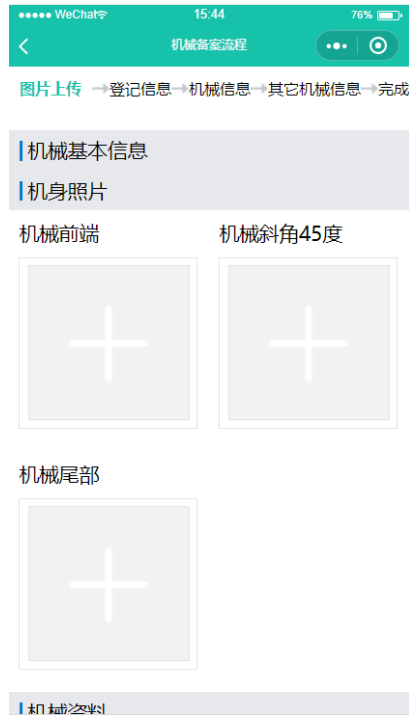 ●●●●● WeChat 15:44 76%
机械备案流程
图片上传→登记信息→机械信息→其它机械信息→完成
机械基本信息
机身照片
机械前端 机械斜角45度
机械尾部
机械资料